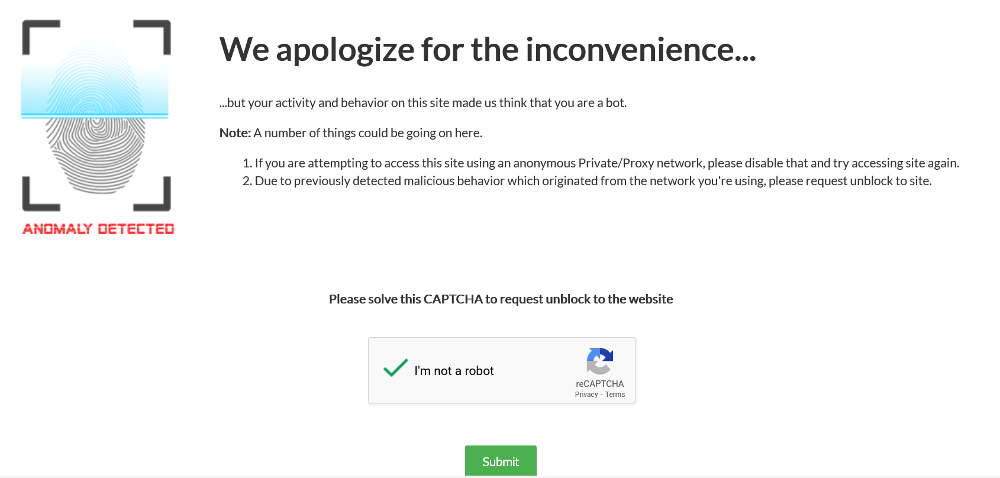 We apologize for the inconvenience...
...but your activity and behavior on this site made us think that you are a bot.
Note: A number of things could be going on here.
1. If you are attempting to access this site using an anonymous Private/Proxy network, please disable that and try accessing site again.
2. Due to previously detected malicious behavior which originated from the network you're using, please request unblock to site.
ANOMALY DETECTED
Please solve this CAPTCHA to request unblock to the website
I'm not a robot
reCAPTCHA
Privacy - Terms
Submit